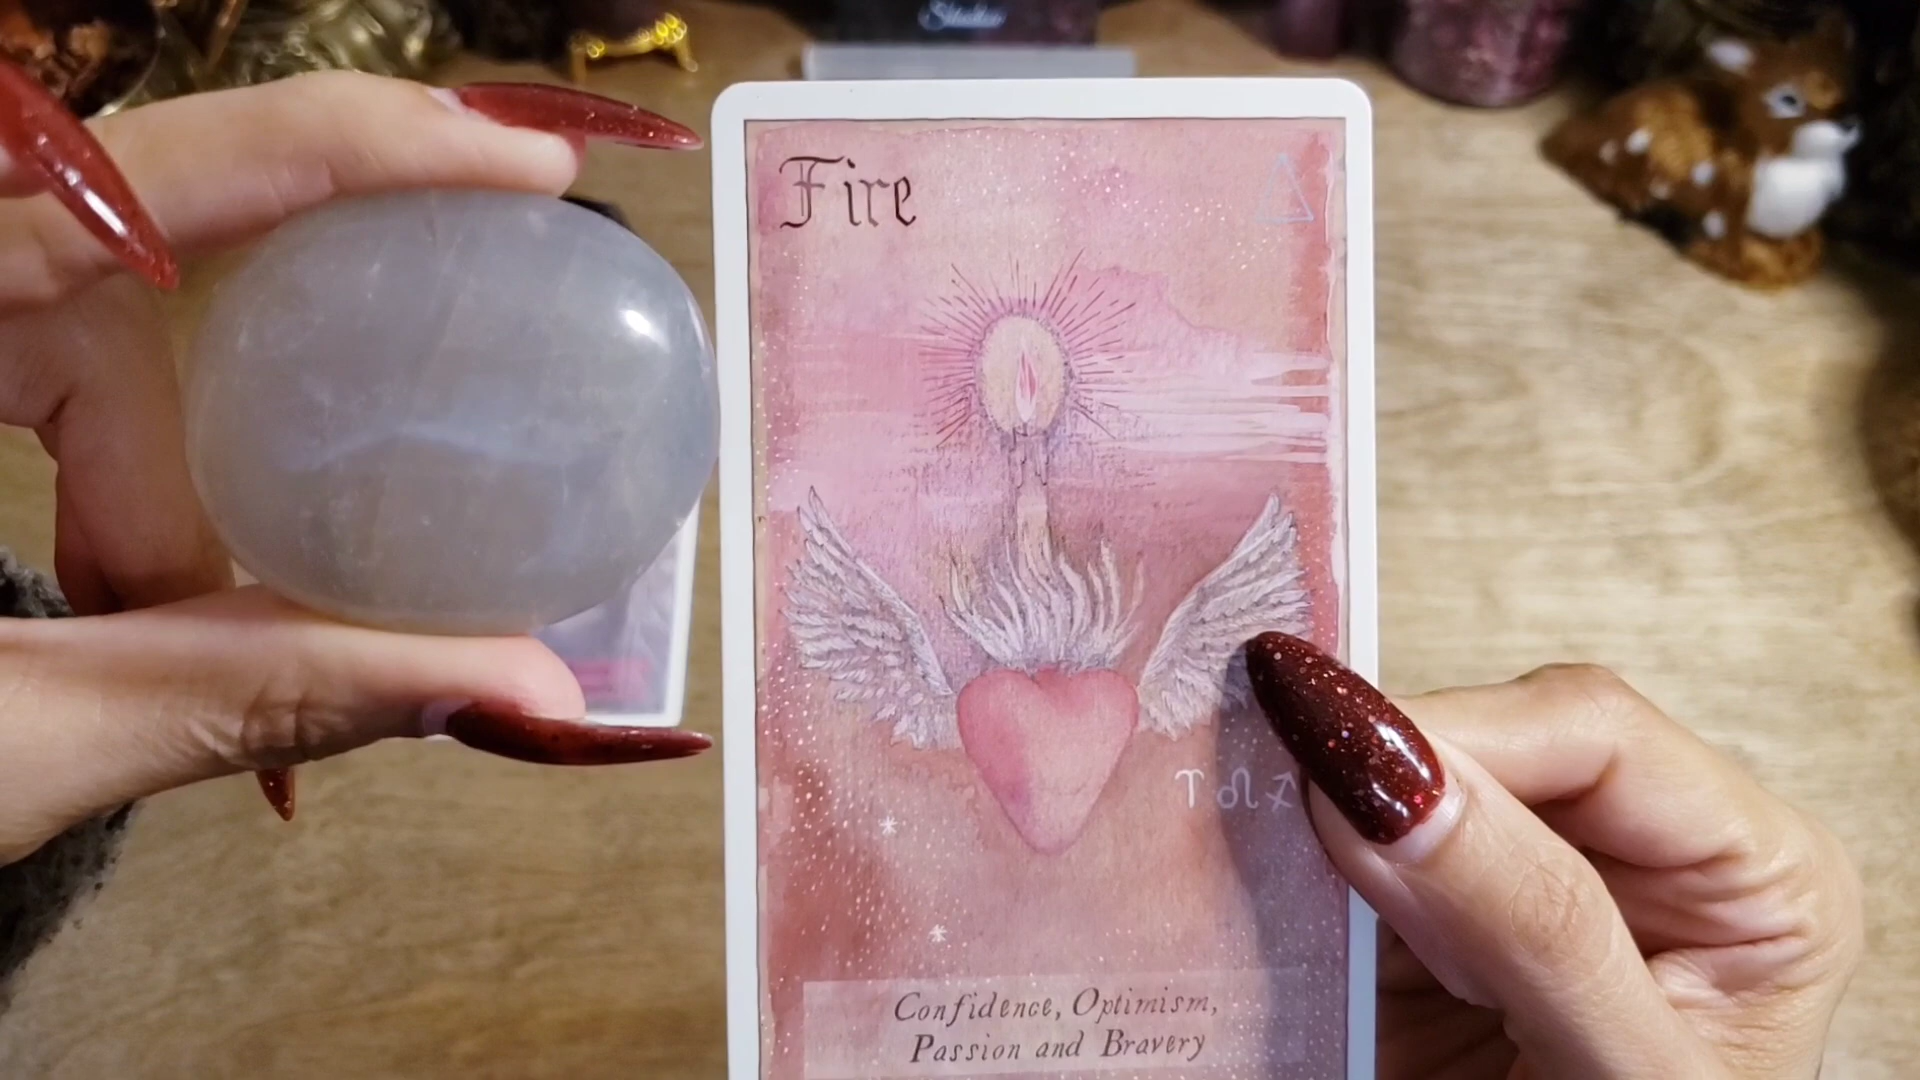 Fire
♈ ♌ ♐
Confidence, Optimism,
Passion and Bravery